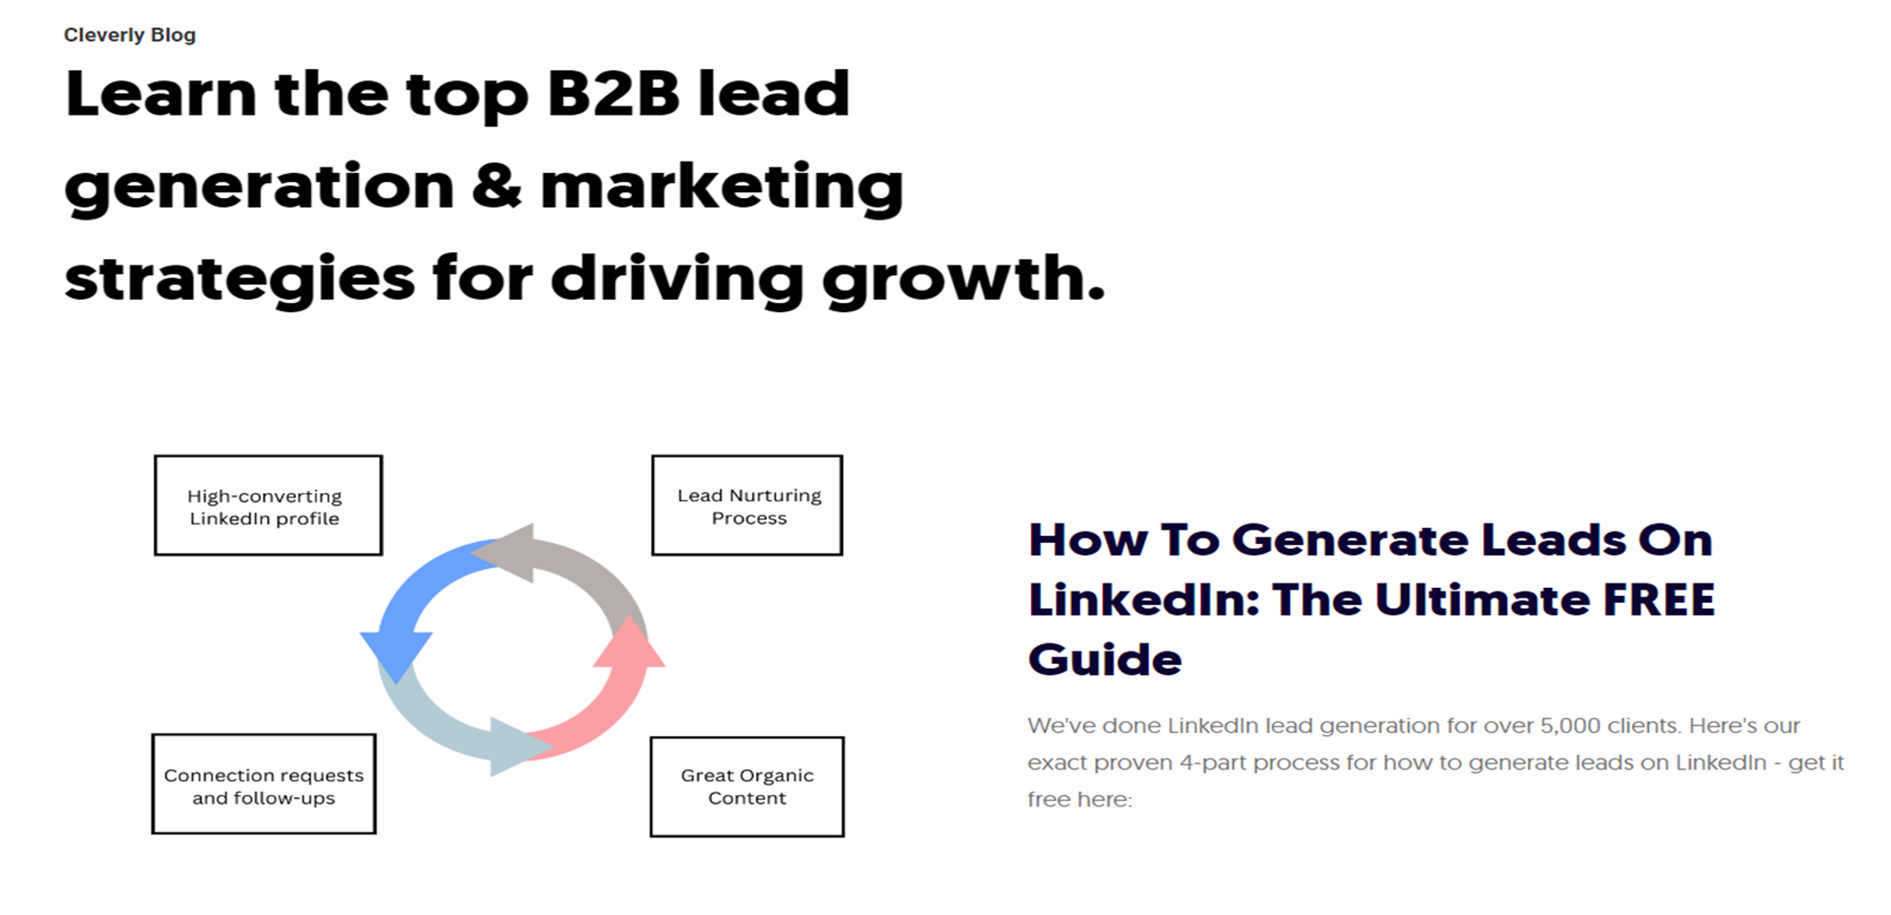 Cleverly Blog
Learn the top B2B lead
generation & marketing
strategies for driving growth.
High-converting
LinkedIn profile
Lead Nurturing
Process
Connection requests
and follow-ups
Great Organic
Content
How To Generate Leads On
LinkedIn: The Ultimate FREE
Guide
We've done LinkedIn lead generation for over 5,000 clients. Here's our
exact proven 4-part process for how to generate leads on LinkedIn - get it
free here: